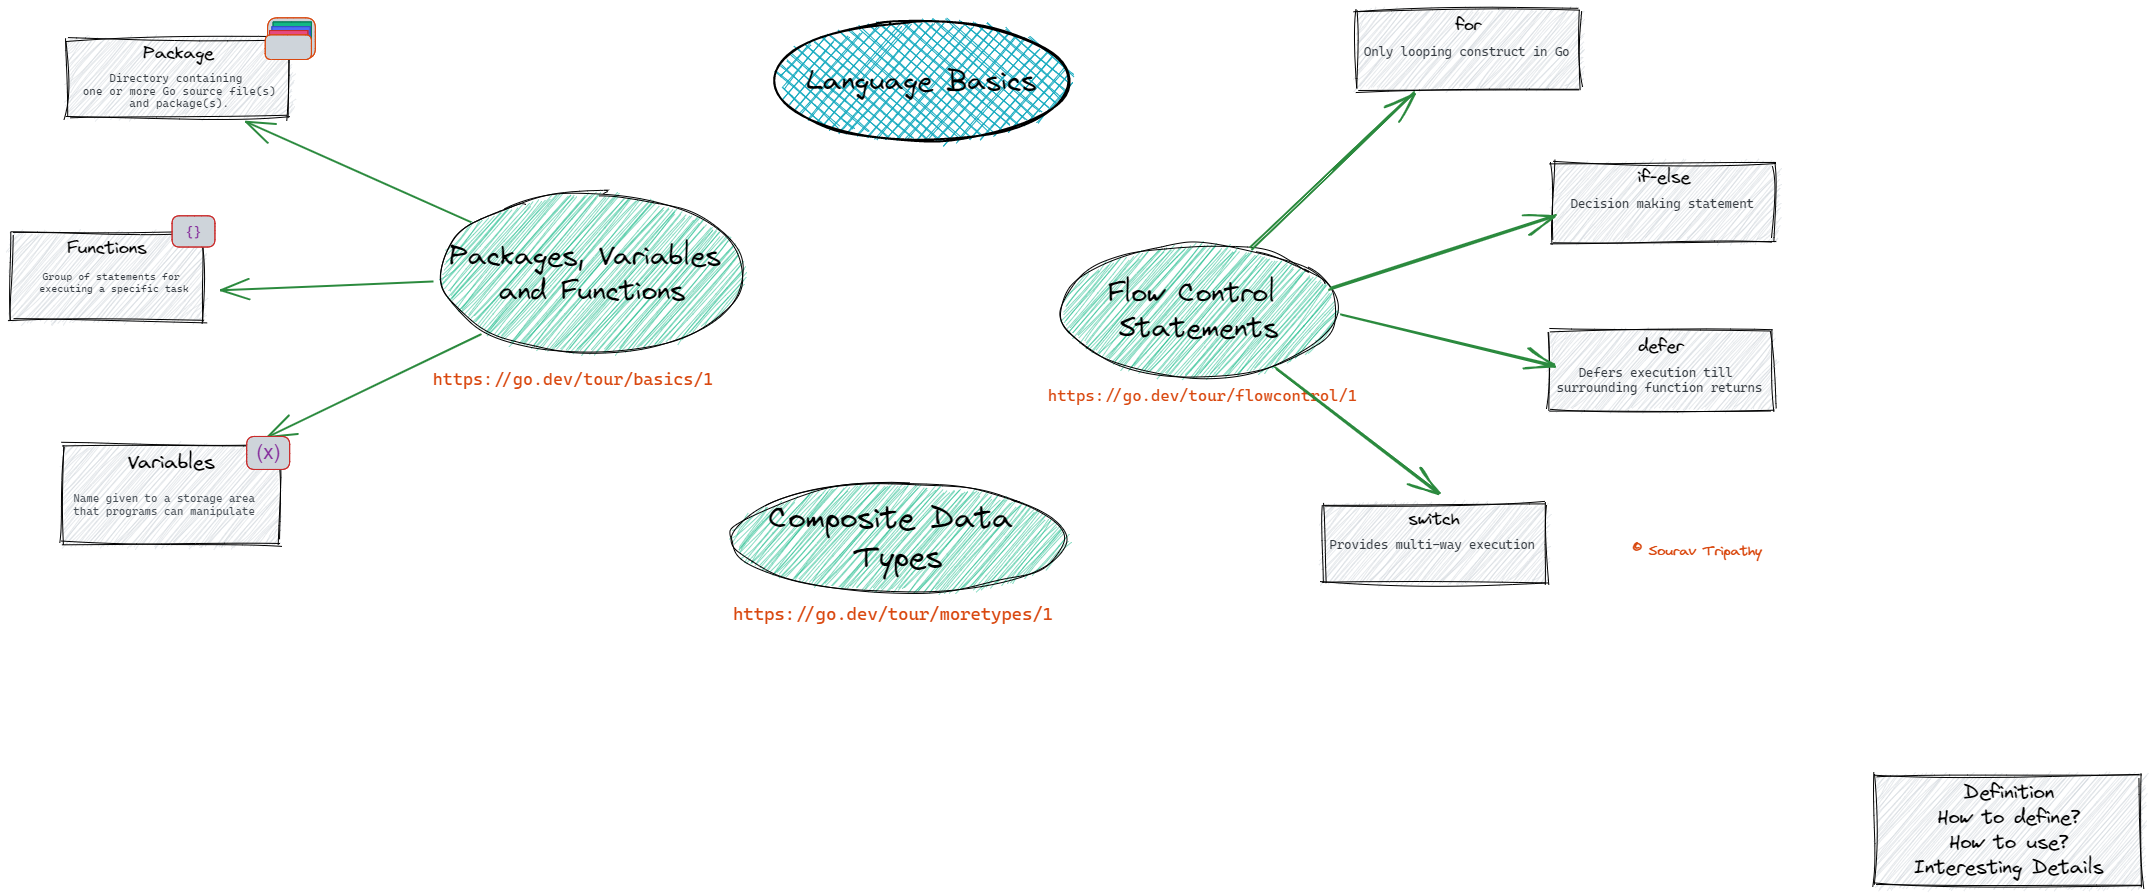 Language Basics
Package
Directory containing
one or more Go source file(s)
and package(s).
Functions
{}
Group of statements for
executing a specific task
Variables
(x)
Name given to a storage area
that programs can manipulate
Packages, Variables
and Functions
https://go.dev/tour/basics/1
Composite Data
Types
https://go.dev/tour/moretypes/1
Flow Control
Statements
https://go.dev/tour/flowcontrol/1
for
Only looping construct in Go
if-else
Decision making statement
defer
Defers execution till
surrounding function returns
switch
Provides multi-way execution
© Sourav Tripathy
Definition
How to define?
How to use?
Interesting Details